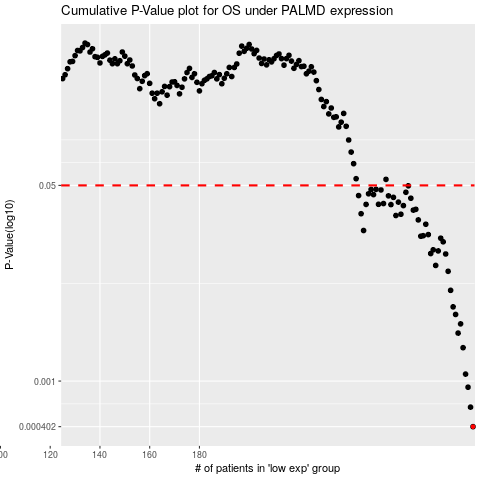 Cumulative P-Value plot for OS under PALMD expression
P-Value(log10)
0.05
0.001
0.000402
00 120 140 160 180
# of patients in 'low exp' group